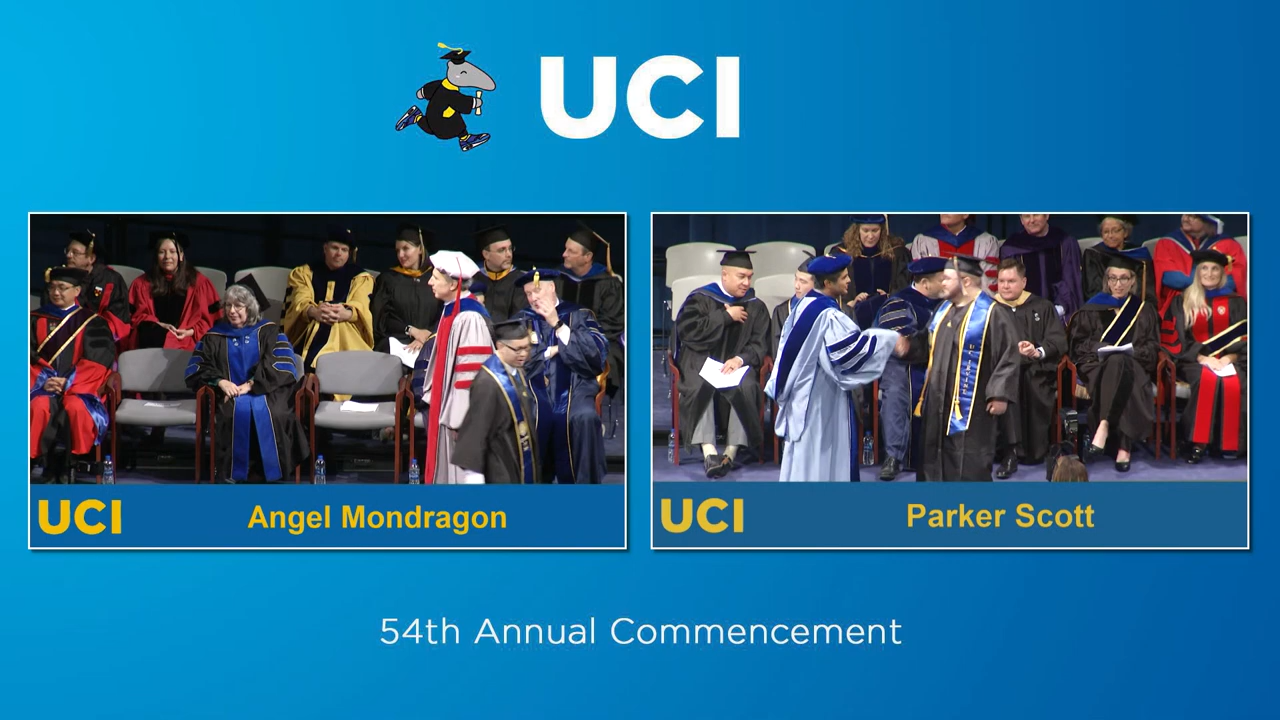 UCI
UCI
Angel Mondragon
UCI
Parker Scott
54th Annual Commencement